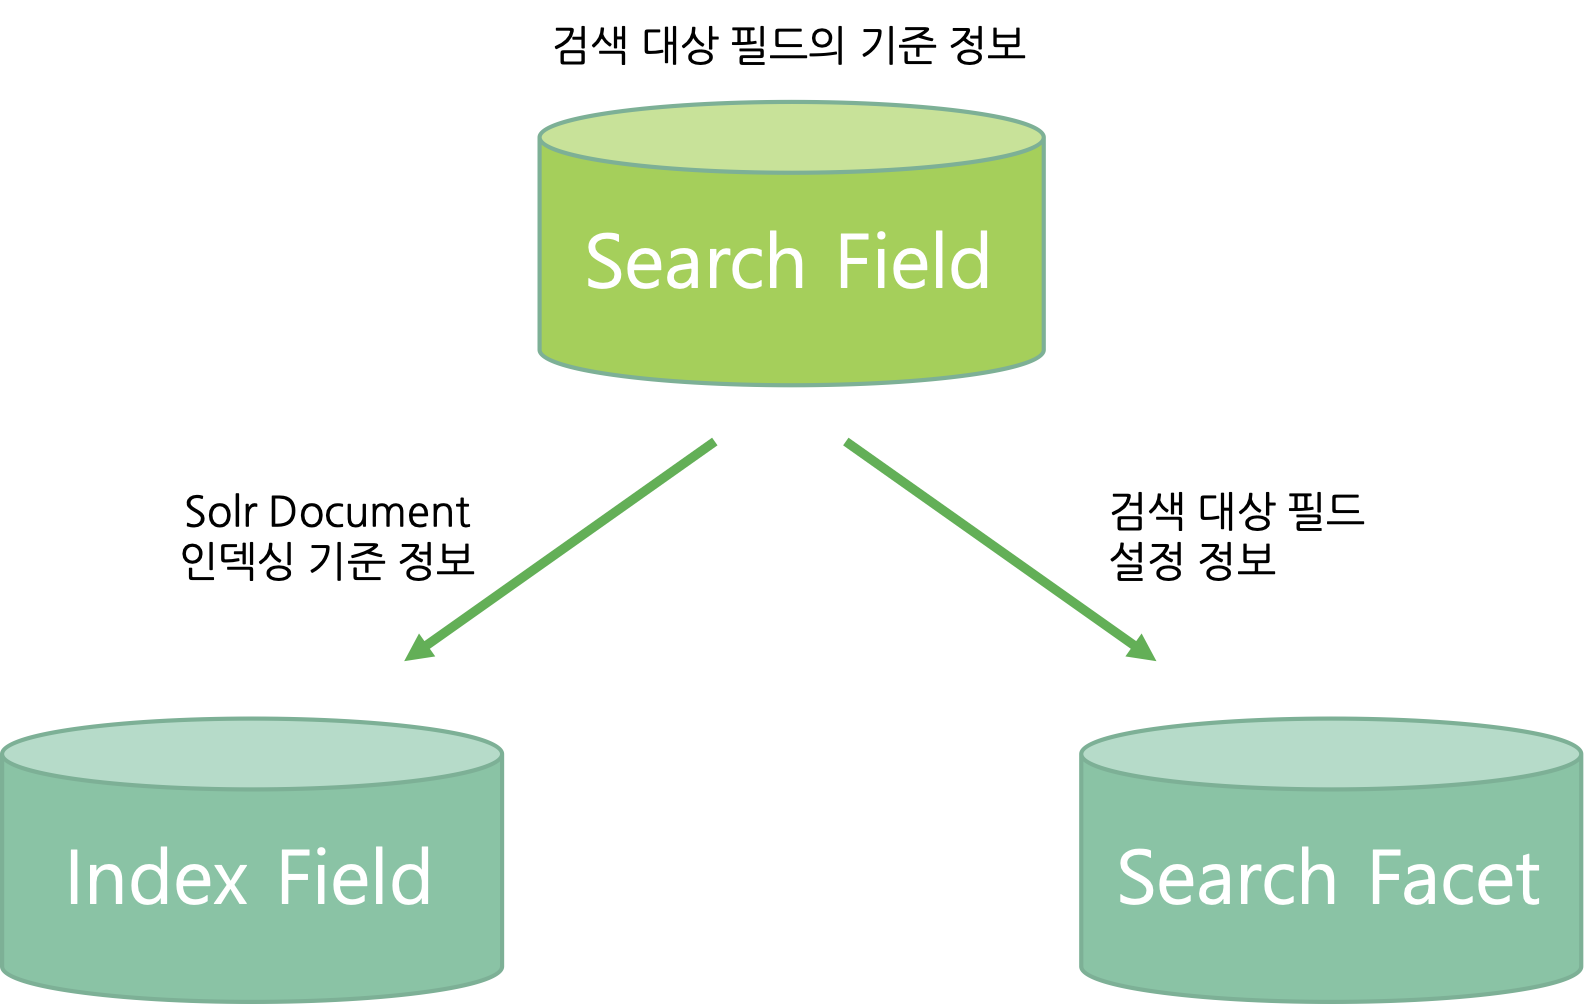 검색 대상 필드의 기준 정보
Search Field
Solr Document
인덱싱 기준 정보
검색 대상 필드
설정 정보
Index Field
Search Facet